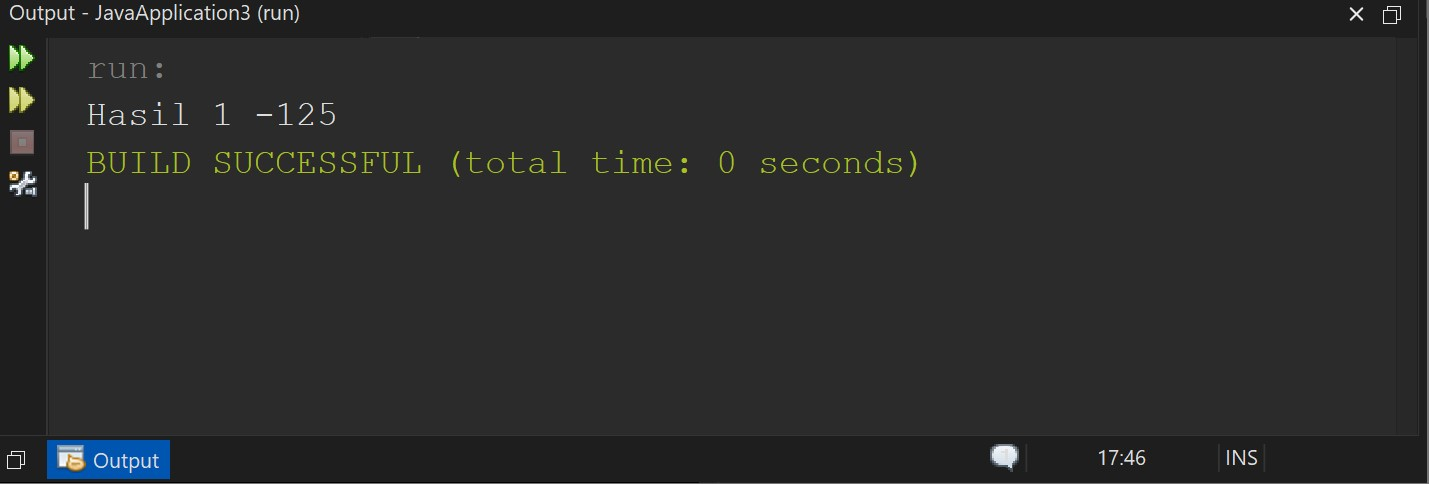 Output - JavaApplication3 (run)
run:
Hasil 1 -125
BUILD SUCCESSFUL (total time: 0 seconds)
Output
17:46
INS